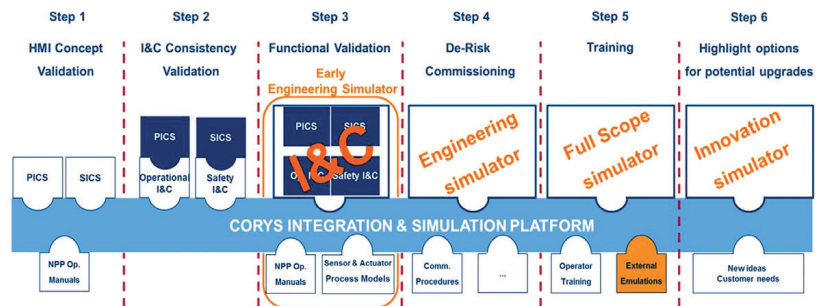 Step 1
HMI Concept
Validation
PICS
SICS
NPP Op.
Manuals
Step 2
I&C Consistency
Validation
PICS
SICS
Operational
I&C
Safety
I&C
Step 3
Functional Validation
Early
Engineering Simulator
PICS
SICS
I&C
Safety I&C
NPP Op.
Manuals
Sensor & Actuator
Process Models
Step 4
De-Risk
Commissioning
Engineering
simulator
Comm.
Procedures
...
Step 5
Training
Full Scope
simulator
Operator
Training
External
Emulations
Step 6
Highlight options
for potential upgrades
Innovation
simulator
New ideas
Customer needs
CORYS INTEGRATION & SIMULATION PLATFORM